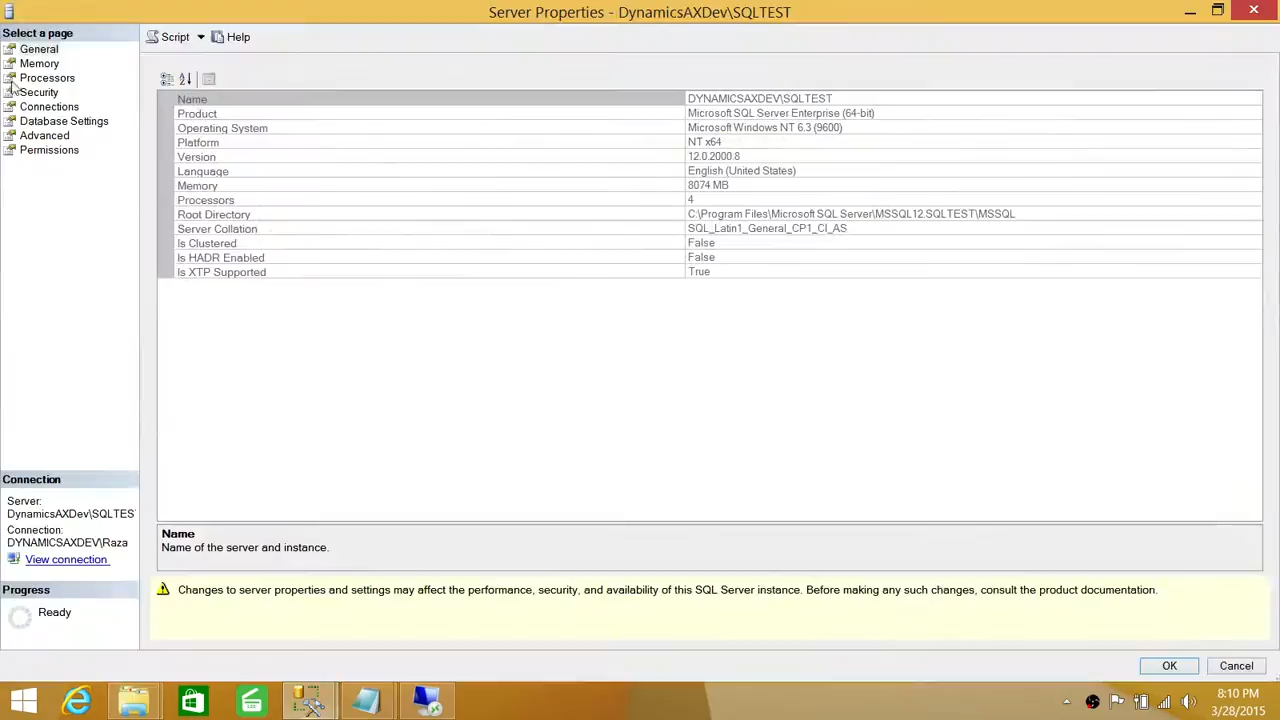 Server Properties - DynamicsAXDev\SQLTEST
Select a page
General
Memory
Processors
Security
Connections
Database Settings
Advanced
Permissions
Script Help
Name DYNAMICSAXDEV\SQLTEST
Product Microsoft SQL Server Enterprise (64-bit)
Operating System Microsoft Windows NT 6.3 (9600)
Platform NT x64
Version 12.0.2000.8
Language English (United States)
Memory 8074 MB
Processors 4
Root Directory C:\Program Files\Microsoft SQL Server\MSSQL12.SQLTEST\MSSQL
Server Collation SQL_Latin1_General_CP1_CI_AS
Is Clustered False
Is HADR Enabled False
Is XTP Supported True
Connection
Server:
DynamicsAXDev\SQLTES
Connection:
DYNAMICSAXDEV\Raza
View connection
Progress
Ready
Name
Name of the server and instance.
Changes to server properties and settings may affect the performance, security, and availability of this SQL Server instance. Before making any such changes, consult the product documentation.
OK Cancel
8:10 PM
3/28/2015